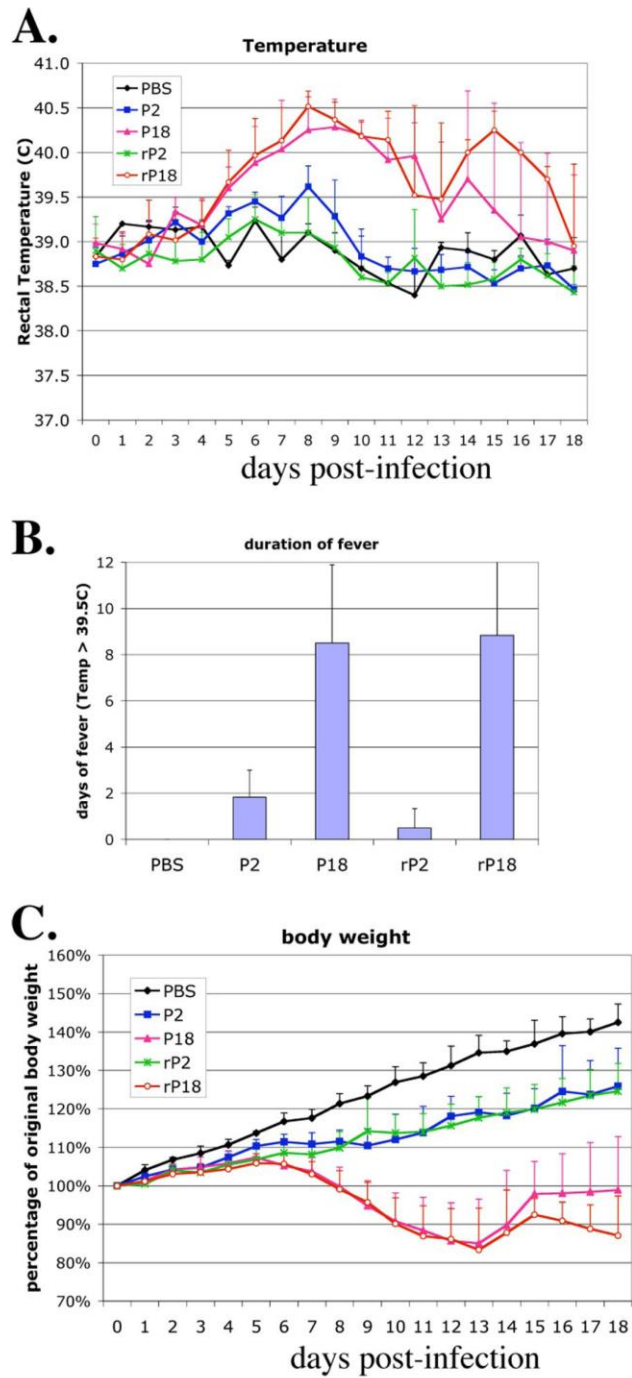 A.
Temperature
41.0
40.5
40.0
39.5
39.0
38.5
38.0
37.5
37.0
Rectal Temperature (C)
PBS
P2
P18
rP2
rP18
0 1 2 3 4 5 6 7 8 9 10 11 12 13 14 15 16 17 18
days post-infection
B.
duration of fever
12
10
8
6
4
2
0
days of fever (Temp > 39.5C)
PBS P2 P18 rP2 rP18
C.
body weight
160%
150%
140%
130%
120%
110%
100%
90%
80%
70%
percentage of original body weight
PBS
P2
P18
rP2
rP18
0 1 2 3 4 5 6 7 8 9 10 11 12 13 14 15 16 17 18
days post-infection